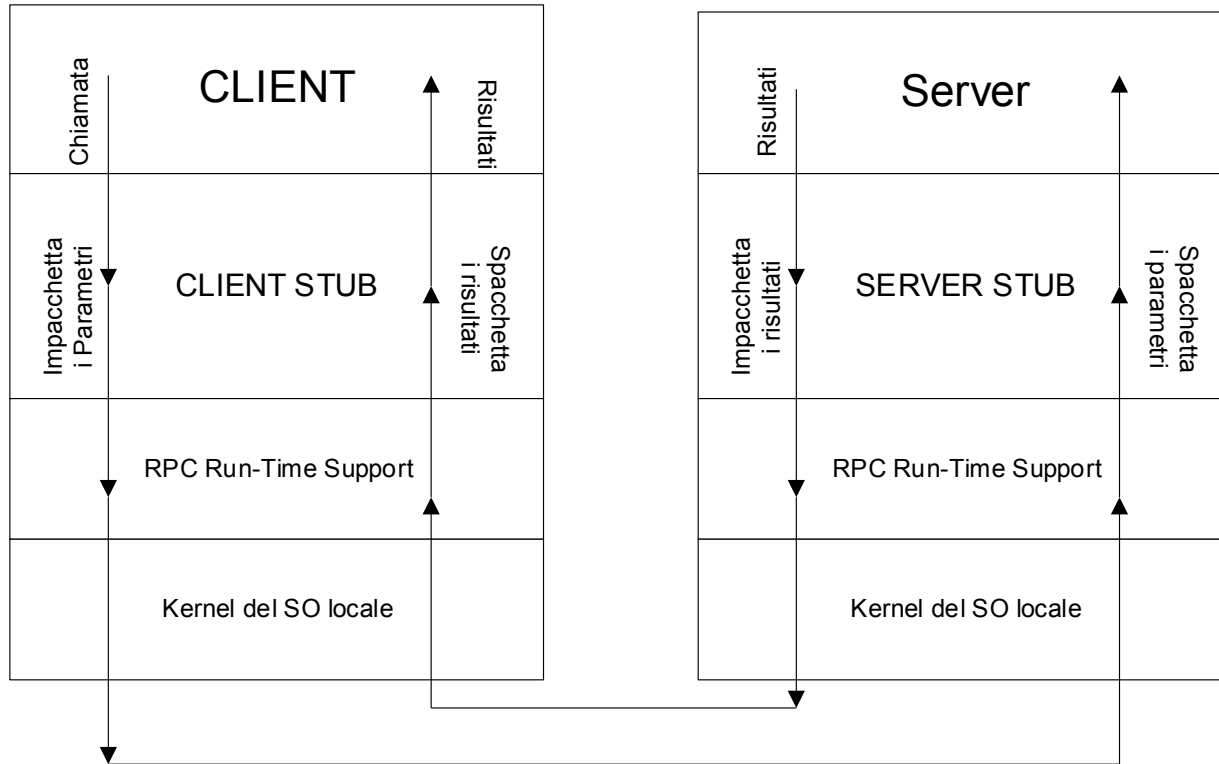 CLIENT
Chiamata
Risultati
Impacchetta
i Parametri
CLIENT STUB
Spacchetta
i risultati
RPC Run-Time Support
Kernel del SO locale
Server
Risultati
Impacchetta
i risultati
SERVER STUB
Spacchetta
i parametri
RPC Run-Time Support
Kernel del SO locale